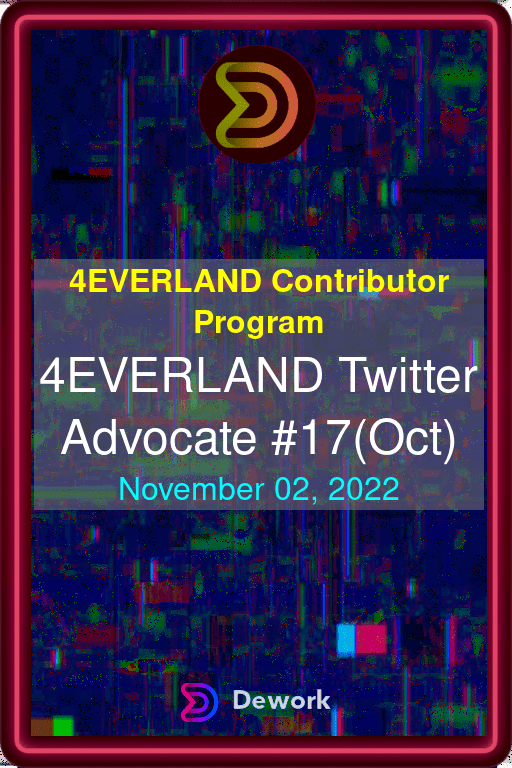 4EVERLAND Contributor
Program
4EVERLAND Twitter
Advocate #17(Oct)
November 02, 2022
Dework